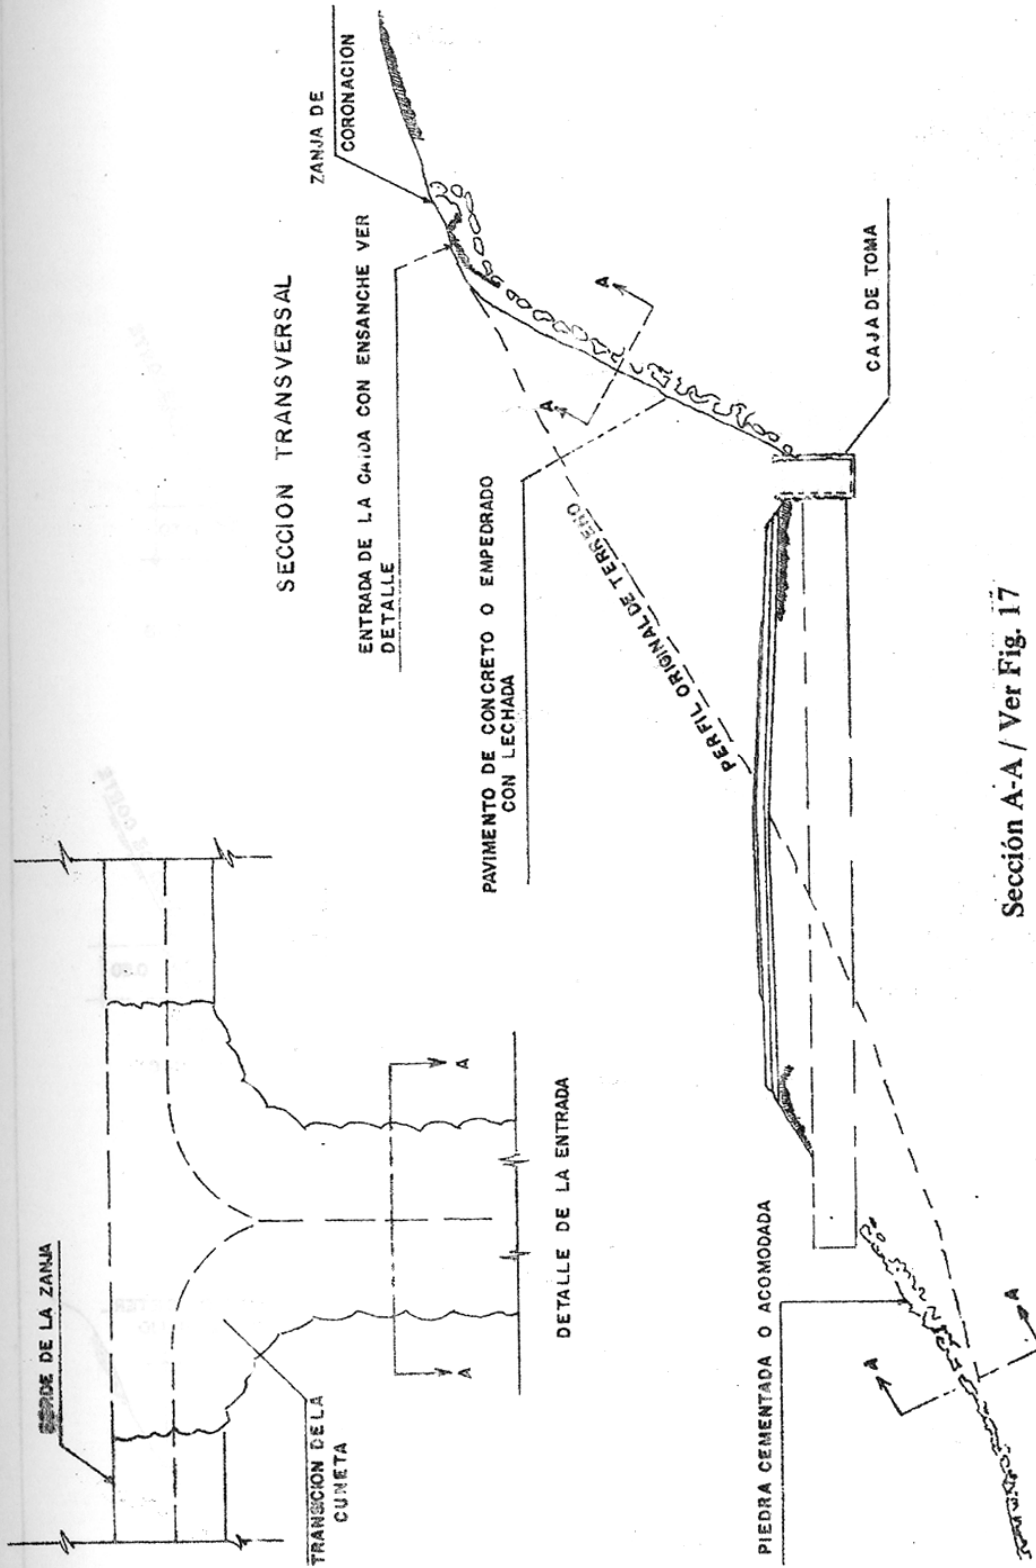 BORDE DE LA ZANJA
TRANSICION DE LA
CUNETA
A
A
DETALLE DE LA ENTRADA
SECCION TRANSVERSAL
ZANJA DE
CORONACION
ENTRADA DE LA CAIDA CON ENSANCHE VER
DETALLE
PAVIMENTO DE CONCRETO O EMPEDRADO
CON LECHADA
A
A
PERFIL ORIGINAL DE TERRENO
CAJA DE TOMA
PIEDRA CEMENTADA O ACOMODADA
A
A
Sección A-A / Ver Fig. 17